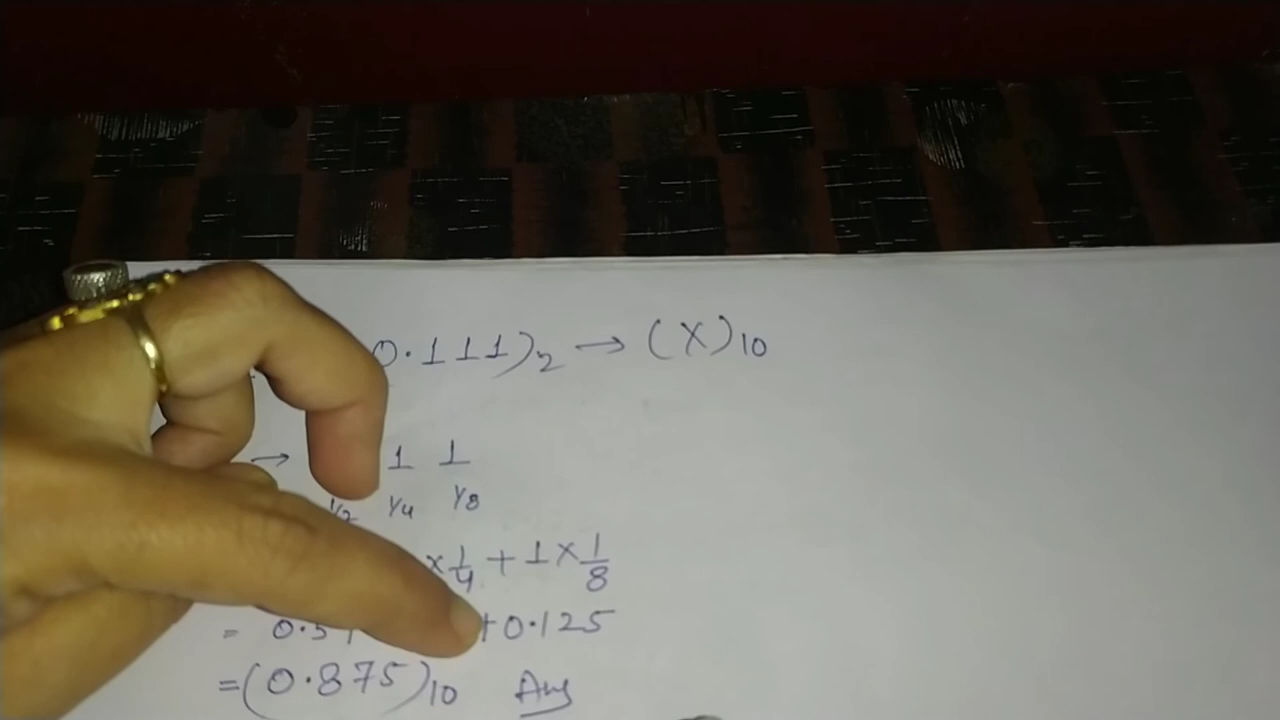 0.111)₂ → (X)₁₀
→ 1 1
1/2 1/4 1/8
x 1/4 + 1 x 1/8
= 0.5 +0.125
=(0.875)₁₀ Ans